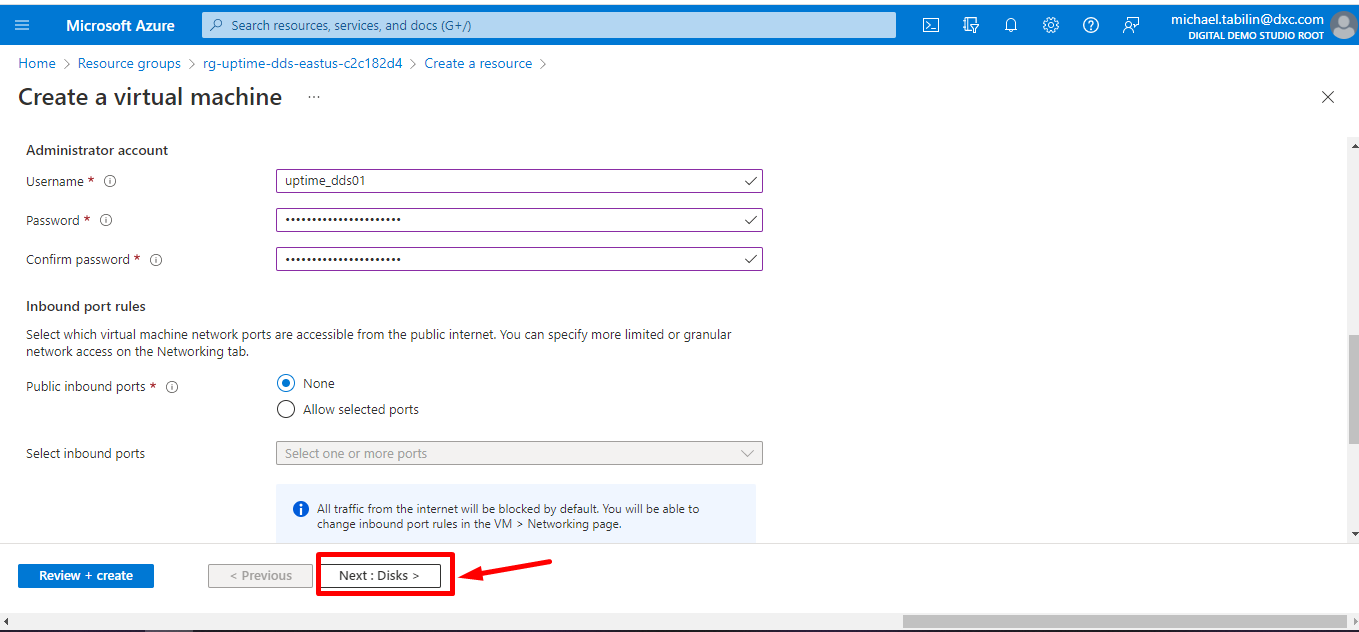 Microsoft Azure
Search resources, services, and docs (G+/)
michael.tabilin@dxc.com
DIGITAL DEMO STUDIO ROOT
Home > Resource groups > rg-uptime-dds-eastus-c2c182d4 > Create a resource >
Create a virtual machine ...
Administrator account
Username *
uptime_dds01
Password *
••••••••••••••••••••••
Confirm password *
••••••••••••••••••••••
Inbound port rules
Select which virtual machine network ports are accessible from the public internet. You can specify more limited or granular
network access on the Networking tab.
Public inbound ports *
None
Allow selected ports
Select inbound ports
Select one or more ports
All traffic from the internet will be blocked by default. You will be able to
change inbound port rules in the VM > Networking page.
Review + create
< Previous
Next : Disks >